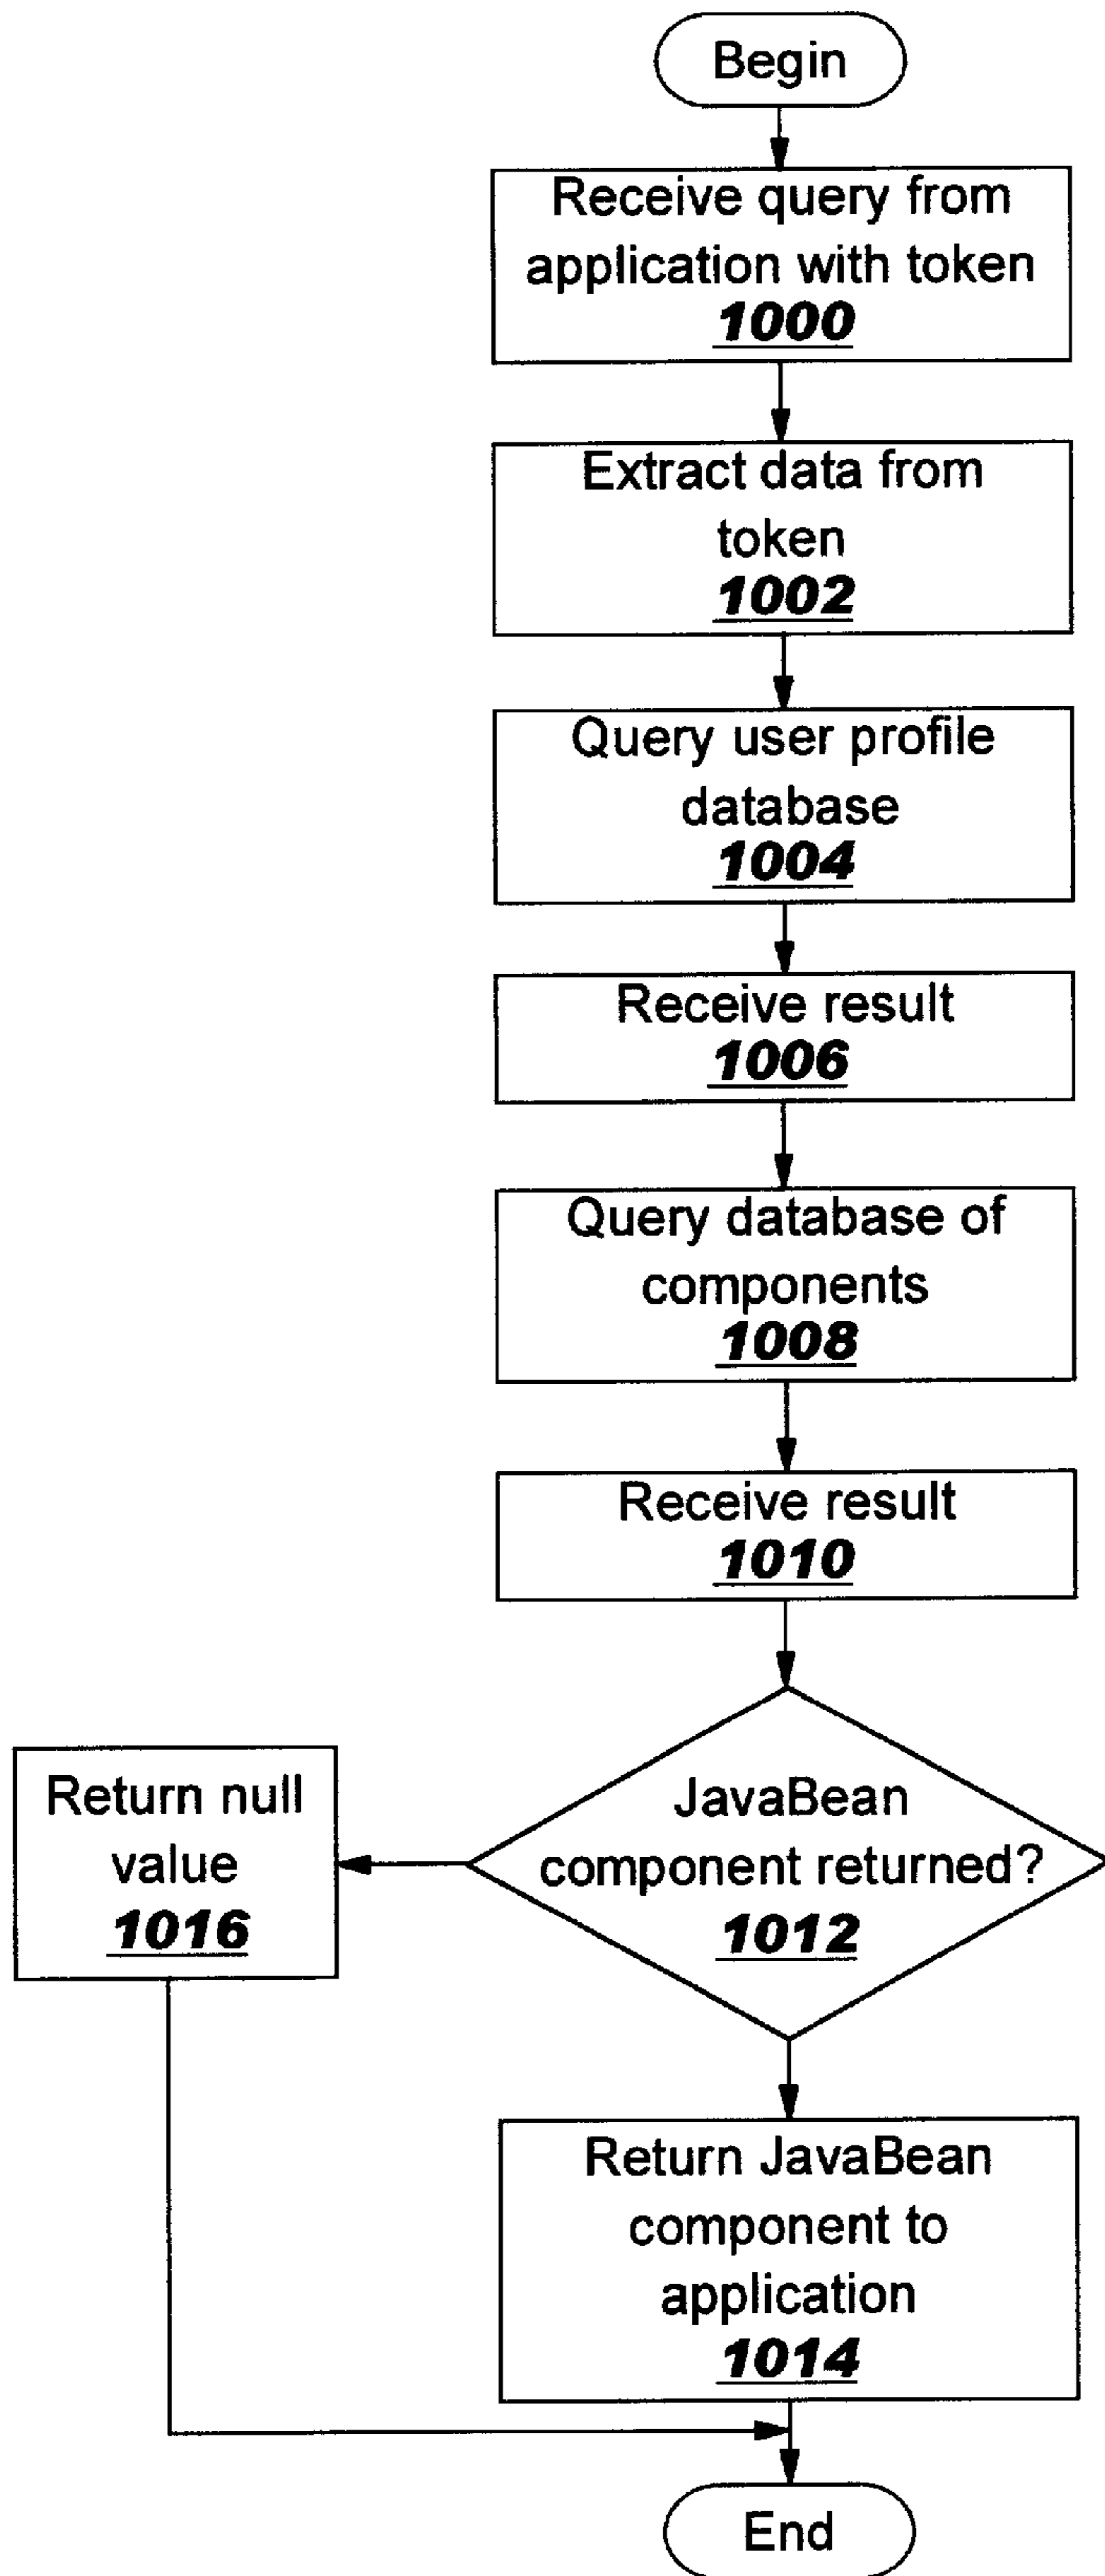 Begin
Receive query from
application with token
1000
Extract data from
token
1002
Query user profile
database
1004
Receive result
1006
Query database of
components
1008
Receive result
1010
JavaBean
component returned?
1012
Return null
value
1016
Return JavaBean
component to
application
1014
End